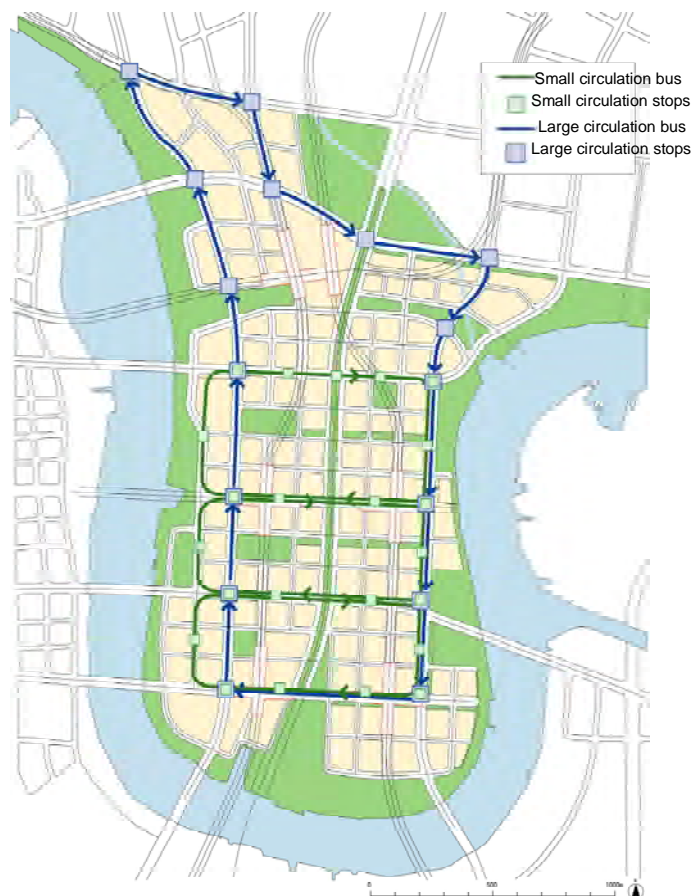 Small circulation bus
Small circulation stops
Large circulation bus
Large circulation stops
0 500 1000m